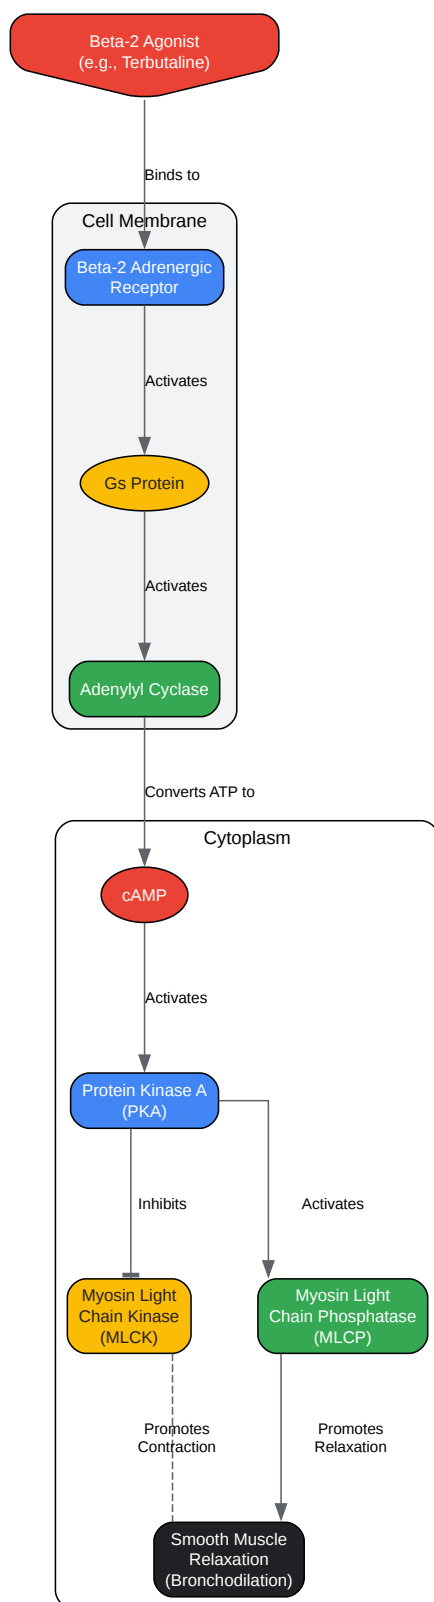 Beta-2 Agonist
(e.g., Terbutaline)
Binds to
Cell Membrane
Beta-2 Adrenergic
Receptor
Activates
Gs Protein
Activates
Adenylyl Cyclase
Converts ATP to
Cytoplasm
cAMP
Activates
Protein Kinase A
(PKA)
Inhibits
Activates
Myosin Light
Chain Kinase
(MLCK)
Myosin Light
Chain Phosphatase
(MLCP)
Promotes
Contraction
Promotes
Relaxation
Smooth Muscle
Relaxation
(Bronchodilation)